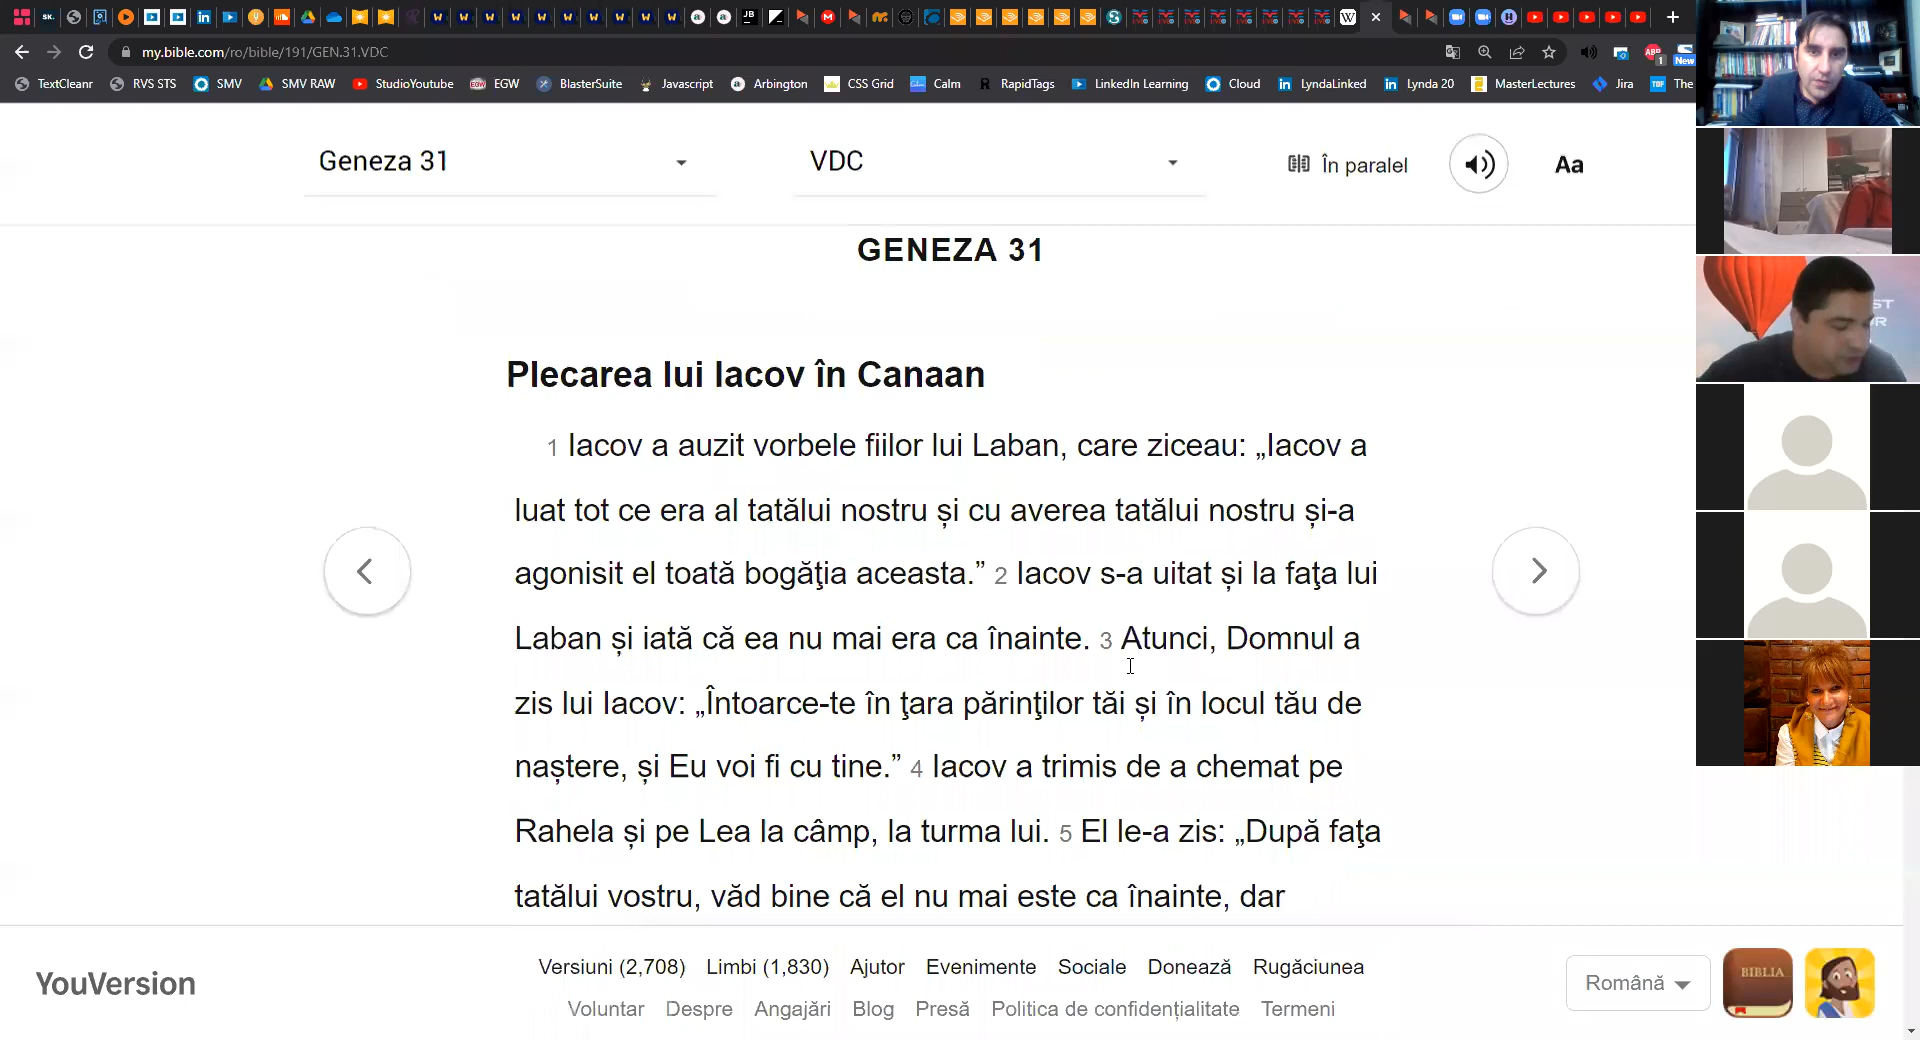 my.bible.com/ro/bible/191/GEN.31.VDC
New
TextCleanr RVS STS SMV SMV RAW StudioYoutube EGW BlasterSuite Javascript Arbington CSS Grid Calm RapidTags LinkedIn Learning Cloud LyndaLinked Lynda 20 MasterLectures Jira The
Geneza 31 VDC În paralel Aa
GENEZA 31
Plecarea lui Iacov în Canaan
1 Iacov a auzit vorbele fiilor lui Laban, care ziceau: „Iacov a
luat tot ce era al tatălui nostru și cu averea tatălui nostru și-a
agonisit el toată bogăţia aceasta.” 2 Iacov s-a uitat și la faţa lui
Laban și iată că ea nu mai era ca înainte. 3 Atunci, Domnul a
zis lui Iacov: „Întoarce-te în ţara părinţilor tăi și în locul tău de
naștere, și Eu voi fi cu tine.” 4 Iacov a trimis de a chemat pe
Rahela și pe Lea la câmp, la turma lui. 5 El le-a zis: „După faţa
tatălui vostru, văd bine că el nu mai este ca înainte, dar
YouVersion
Versiuni (2,708) Limbi (1,830) Ajutor Evenimente Sociale Donează Rugăciunea
Voluntar Despre Angajări Blog Presă Politica de confidențialitate Termeni
Română
BIBLIA